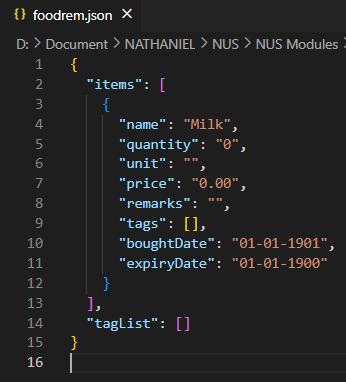 foodrem.json ×
D: > Document > NATHANIEL > NUS > NUS Modules >
1 {
2   "items": [
3     {
4       "name": "Milk",
5       "quantity": "0",
6       "unit": "",
7       "price": "0.00",
8       "remarks": "",
9       "tags": [],
10       "boughtDate": "01-01-1901",
11       "expiryDate": "01-01-1900"
12     }
13   ],
14   "tagList": []
15 }
16